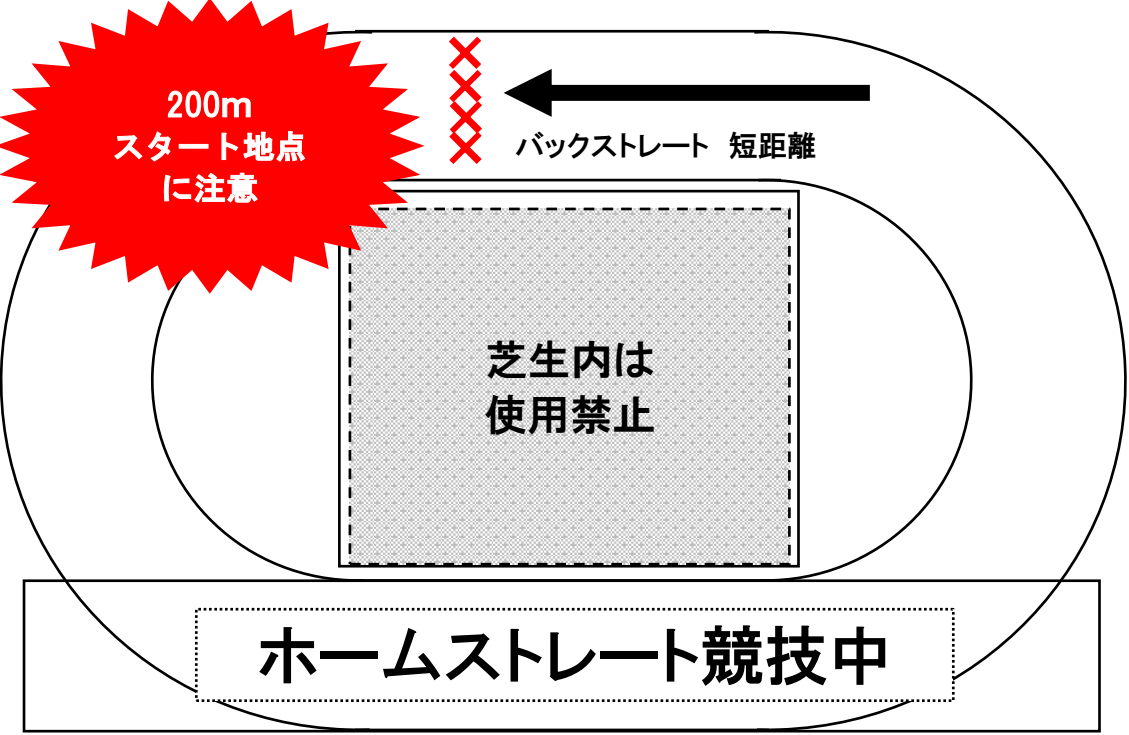 200m
スタート地点
に注意
バックストレート　短距離
芝生内は
使用禁止
ホームストレート競技中